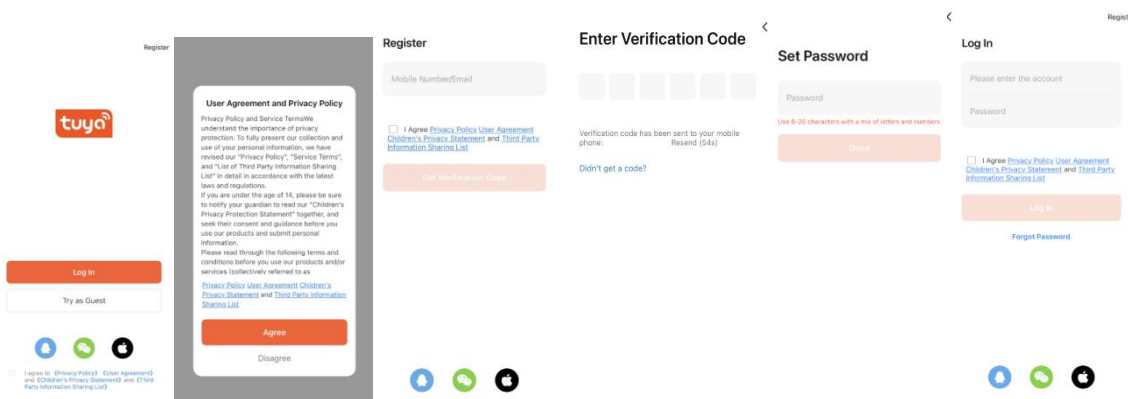 Register
tuya
Log In
Try as Guest
I agree to 《Privacy Policy》 《User Agreement》
and 《Children's Privacy Statement》 and 《Third
Party Information Sharing List》
User Agreement and Privacy Policy
Privacy Policy and Service TermsWe
understand the importance of privacy
protection. To fully present our collection and
use of your personal information, we have
revised our "Privacy Policy", "Service Terms",
and "List of Third Party Information Sharing
List" in detail in accordance with the latest
laws and regulations.
If you are under the age of 14, please be sure
to notify your guardian to read our "Children's
Privacy Protection Statement" together, and
seek their consent and guidance before you
use our products and submit personal
information.
Please read through the following terms and
conditions before you use our products and/or
services (collectively referred to as
Privacy Policy User Agreement Children's
Privacy Statement and Third Party Information
Sharing List
Agree
Disagree
Register
Mobile Number/Email
I Agree Privacy Policy User Agreement
Children's Privacy Statement and Third Party
Information Sharing List
Get Verification Code
Enter Verification Code
Verification code has been sent to your mobile
phone: Resend (54s)
Didn't get a code?
Set Password
Password
Use 6-20 characters with a mix of letters and numbers
Done
Regist
Log In
Please enter the account
Password
I Agree Privacy Policy User Agreement
Children's Privacy Statement and Third Party
Information Sharing List
Log In
Forgot Password